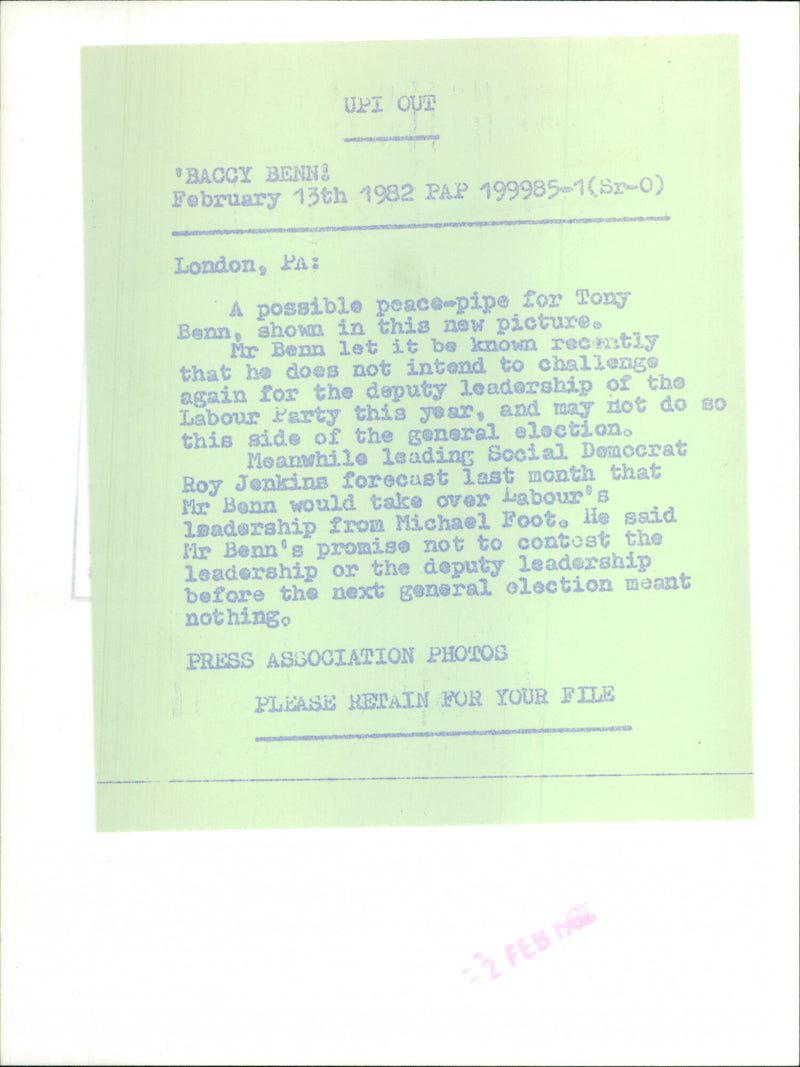 UPI OUT
'BACCY BENN'
February 13th 1982 PAP 199985-1(Sr-O)
London, PA:
A possible peace-pipe for Tony
Benn, shown in this new picture.
Mr Benn let it be known recently
that he does not intend to challenge
again for the deputy leadership of the
Labour Party this year, and may not do so
this side of the general election.
Meanwhile leading Social Democrat
Roy Jenkins forecast last month that
Mr Benn would take over Labour's
leadership from Michael Foot. He said
Mr Benn's promise not to contest the
leadership or the deputy leadership
before the next general election meant
nothing.
PRESS ASSOCIATION PHOTOS
PLEASE RETAIN FOR YOUR FILE
2 FEB